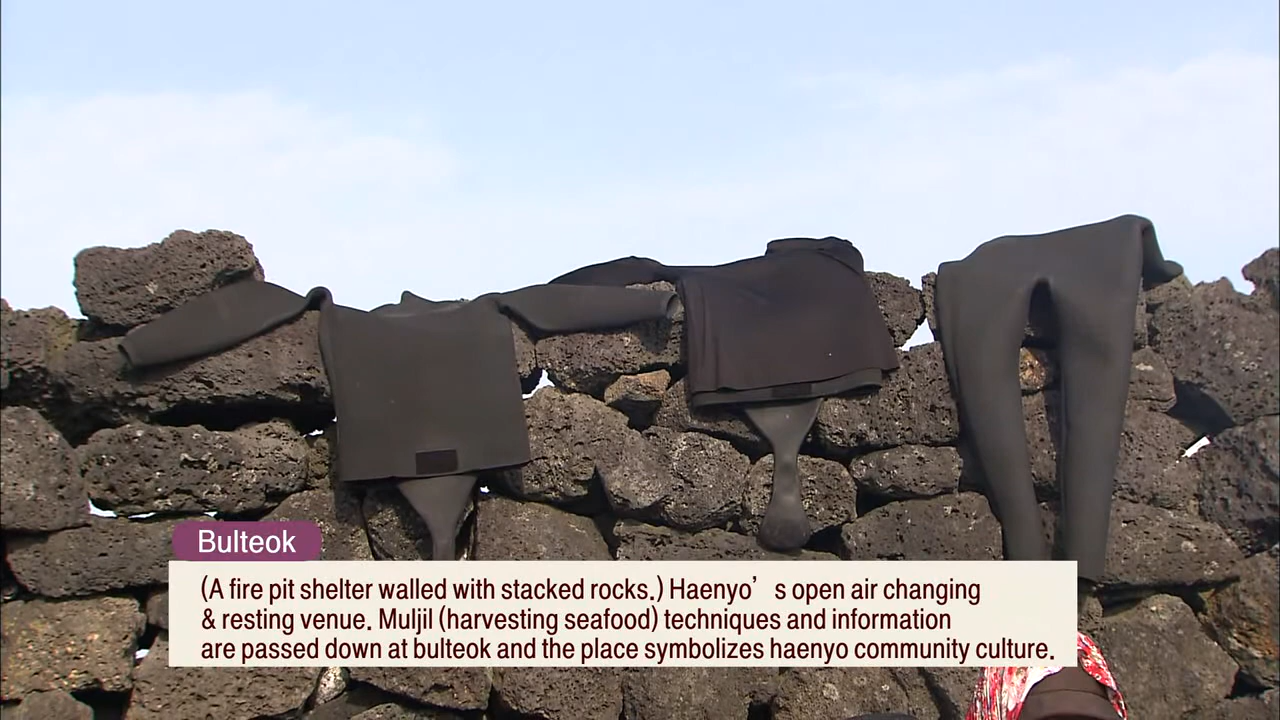 Bulteok
(A fire pit shelter walled with stacked rocks.) Haenyo’ s open air changing
& resting venue. Muljil (harvesting seafood) techniques and information
are passed down at bulteok and the place symbolizes haenyo community culture.